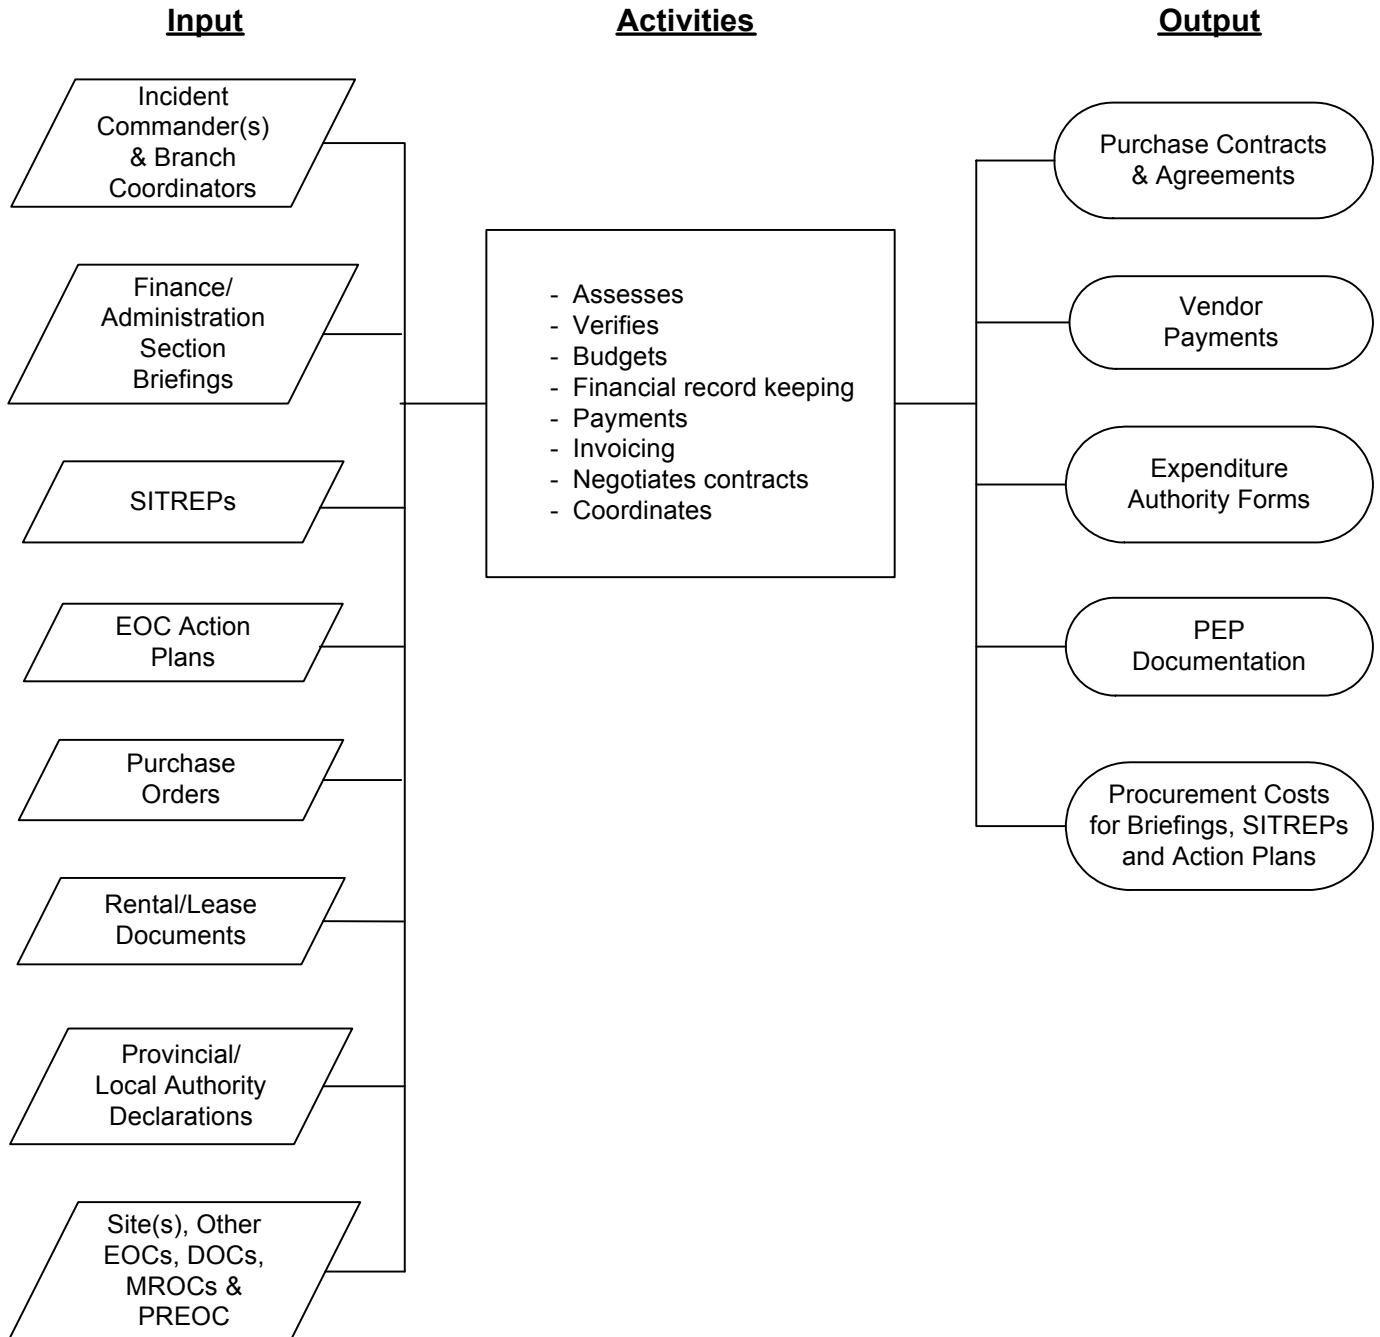 Input
Activities
Output
Incident
Commander(s)
& Branch
Coordinators
Finance/
Administration
Section
Briefings
SITREPs
EOC Action
Plans
Purchase
Orders
Rental/Lease
Documents
Provincial/
Local Authority
Declarations
Site(s), Other
EOCs, DOCs,
MROCs &
PREOC
- Assesses
- Verifies
- Budgets
- Financial record keeping
- Payments
- Invoicing
- Negotiates contracts
- Coordinates
Purchase Contracts
& Agreements
Vendor
Payments
Expenditure
Authority Forms
PEP
Documentation
Procurement Costs
for Briefings, SITREPs
and Action Plans